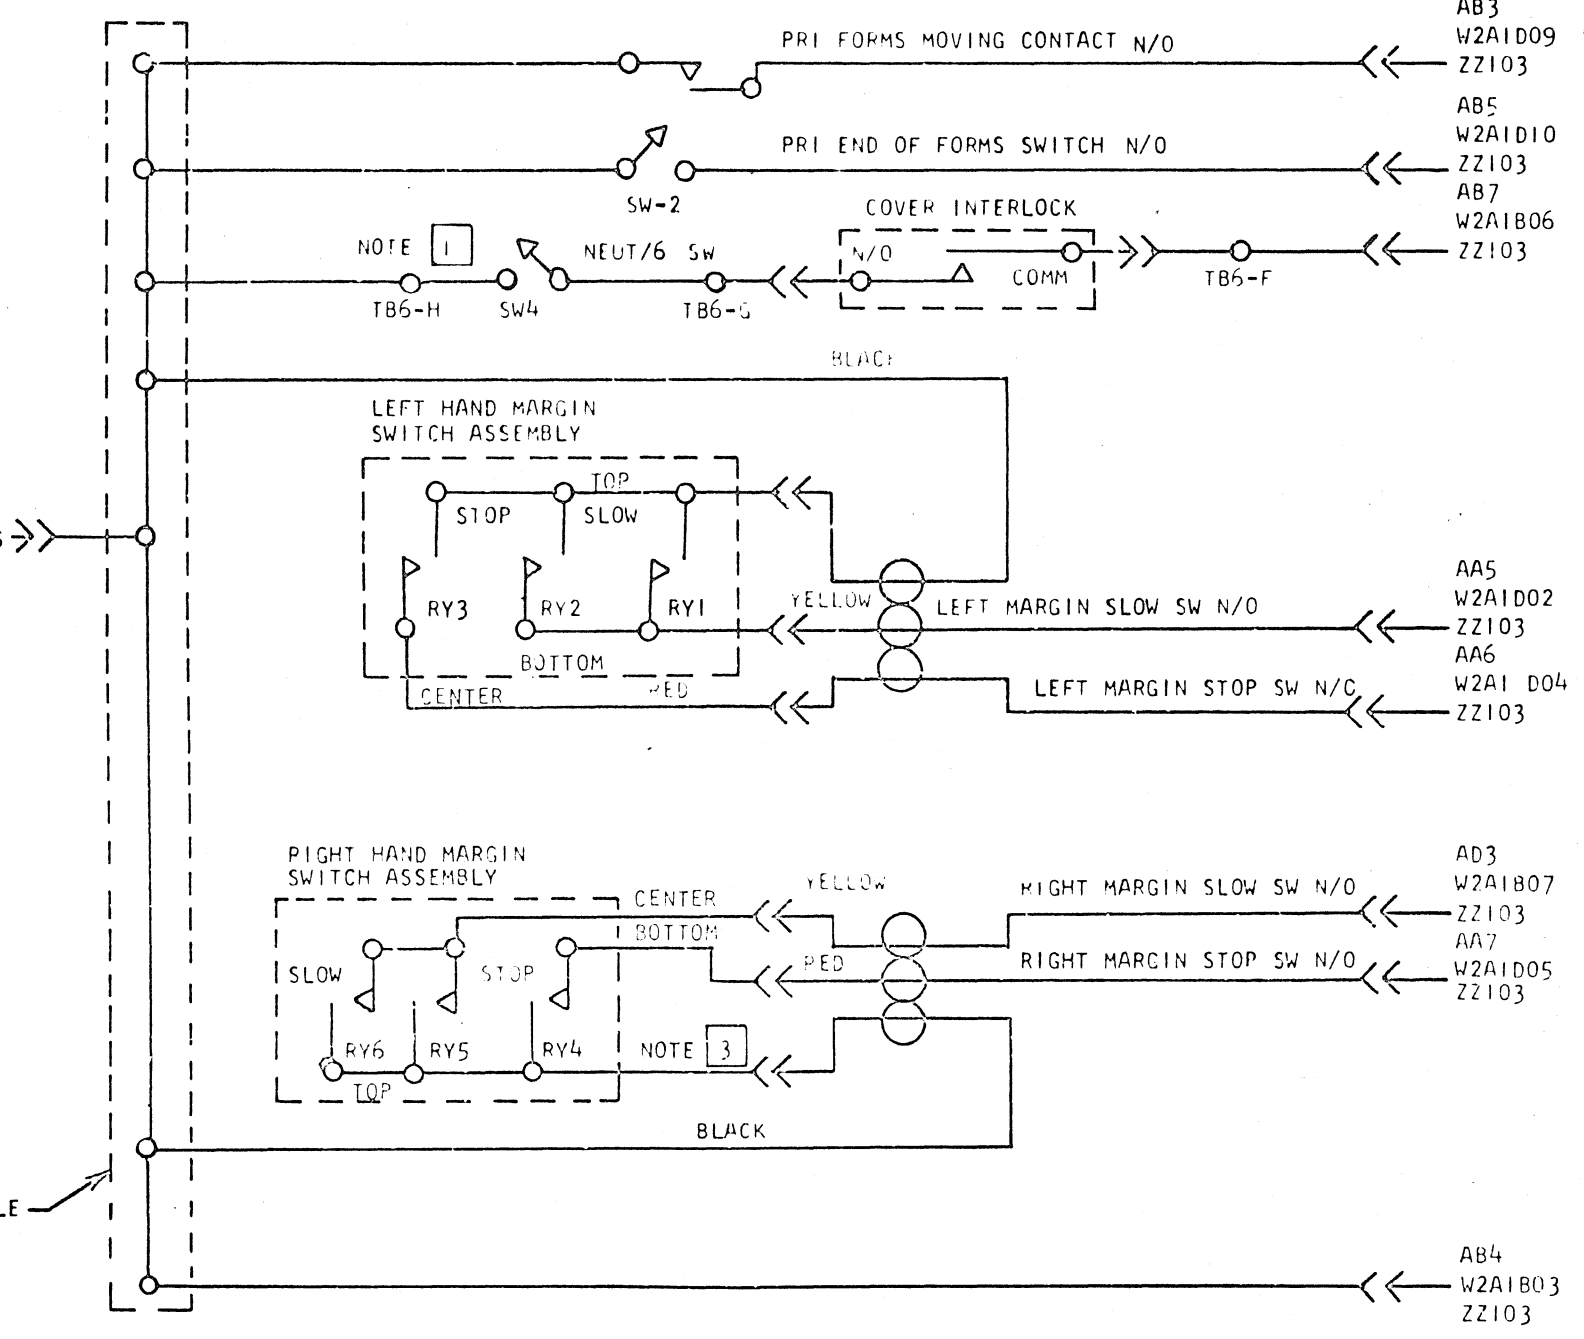 AB3
PRI FORMS MOVING CONTACT N/O
W2A1D09
ZZ103
AB5
PRI END OF FORMS SWITCH N/O
W2A1D10
ZZ103
SW-2
AB7
COVER INTERLOCK
W2A1B06
NOTE 1
NEUT/6 SW
N/O
ZZ103
COMM
TB6-F
TB6-H
SW4
TB6-G
BLACK
LEFT HAND MARGIN
SWITCH ASSEMBLY
TOP
STOP
SLOW
AA5
RY3
RY2
RY1
YELLOW
LEFT MARGIN SLOW SW N/O
W2A1D02
ZZ103
BOTTOM
AA6
CENTER
RED
LEFT MARGIN STOP SW N/C
W2A1 D04
ZZ103
RIGHT HAND MARGIN
SWITCH ASSEMBLY
AD3
CENTER
YELLOW
RIGHT MARGIN SLOW SW N/O
W2A1B07
ZZ103
BOTTOM
AA7
SLOW
STOP
RED
RIGHT MARGIN STOP SW N/O
W2A1D05
ZZ103
RY6
RY5
RY4
NOTE 3
TOP
BLACK
LE
AB4
W2A1B03
ZZ103